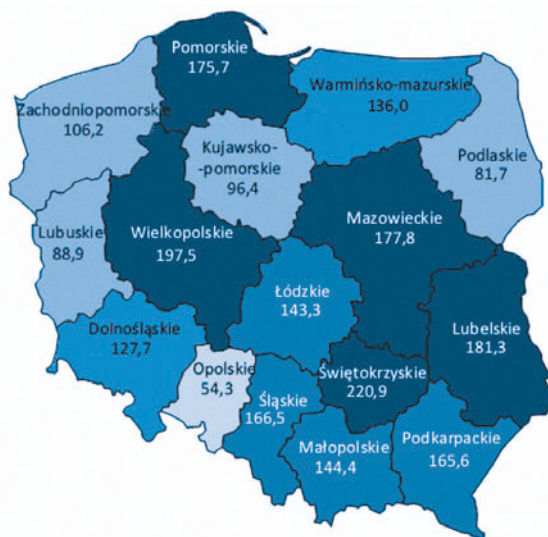 Pomorskie
175,7
Warmińsko-mazurskie
136,0
Zachodniopomorskie
106,2
Kujawsko-
-pomorskie
96,4
Podlaskie
81,7
Mazowieckie
177,8
Lubuskie
88,9
Wielkopolskie
197,5
Łódzkie
143,3
Lubelskie
181,3
Dolnośląskie
127,7
Opolskie
54,3
Śląskie
166,5
Świętokrzyskie
220,9
Małopolskie
144,4
Podkarpackie
165,6